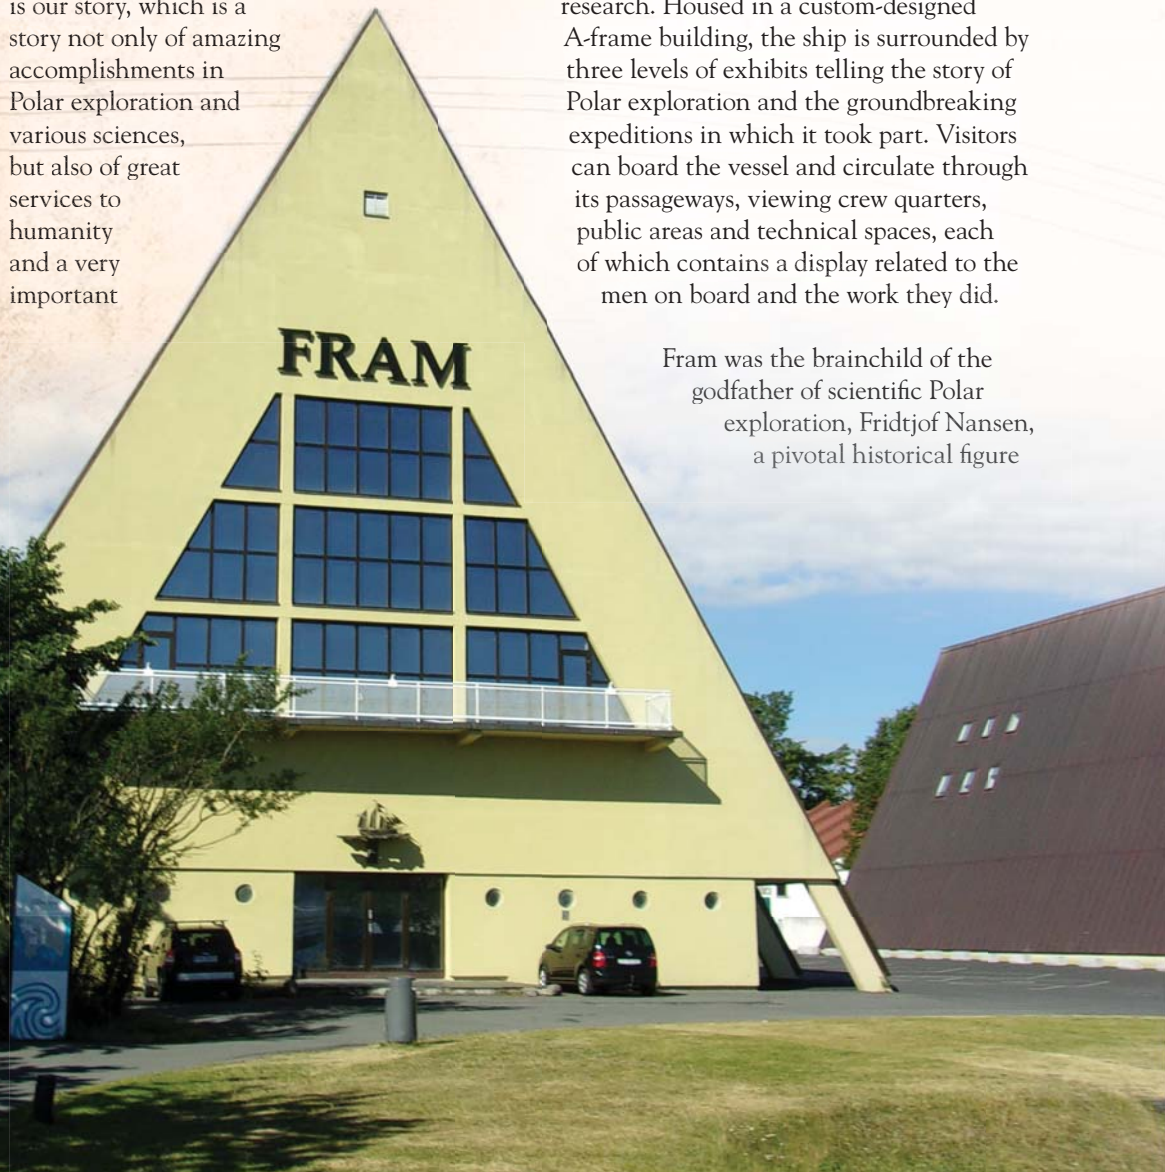 is our story, which is a
story not only of amazing
accomplishments in
Polar exploration and
various sciences,
but also of great
services to
humanity
and a very
important
research. Housed in a custom-designed
A-frame building, the ship is surrounded by
three levels of exhibits telling the story of
Polar exploration and the groundbreaking
expeditions in which it took part. Visitors
can board the vessel and circulate through
its passageways, viewing crew quarters,
public areas and technical spaces, each
of which contains a display related to the
men on board and the work they did.
Fram was the brainchild of the
godfather of scientific Polar
exploration, Fridtjof Nansen,
a pivotal historical figure
FRAM